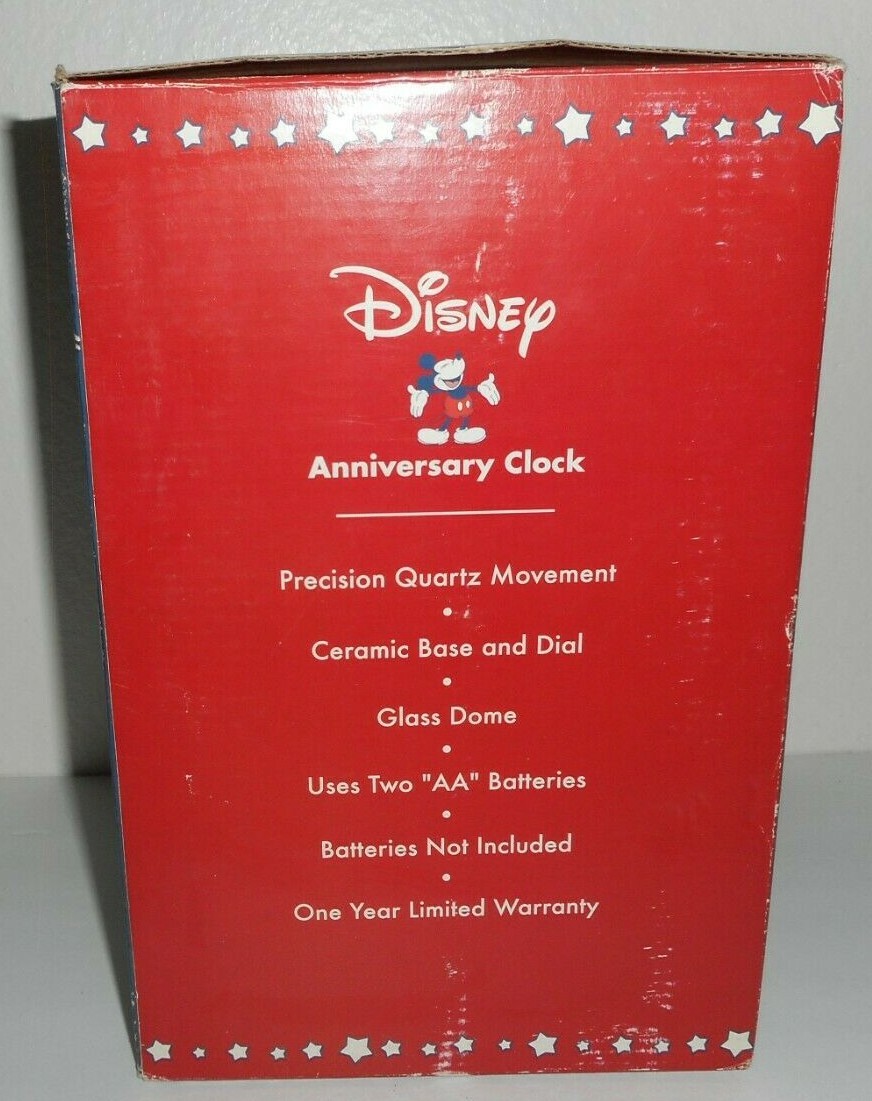 Disney
Anniversary Clock
Precision Quartz Movement
•
Ceramic Base and Dial
•
Glass Dome
•
Uses Two "AA" Batteries
•
Batteries Not Included
•
One Year Limited Warranty